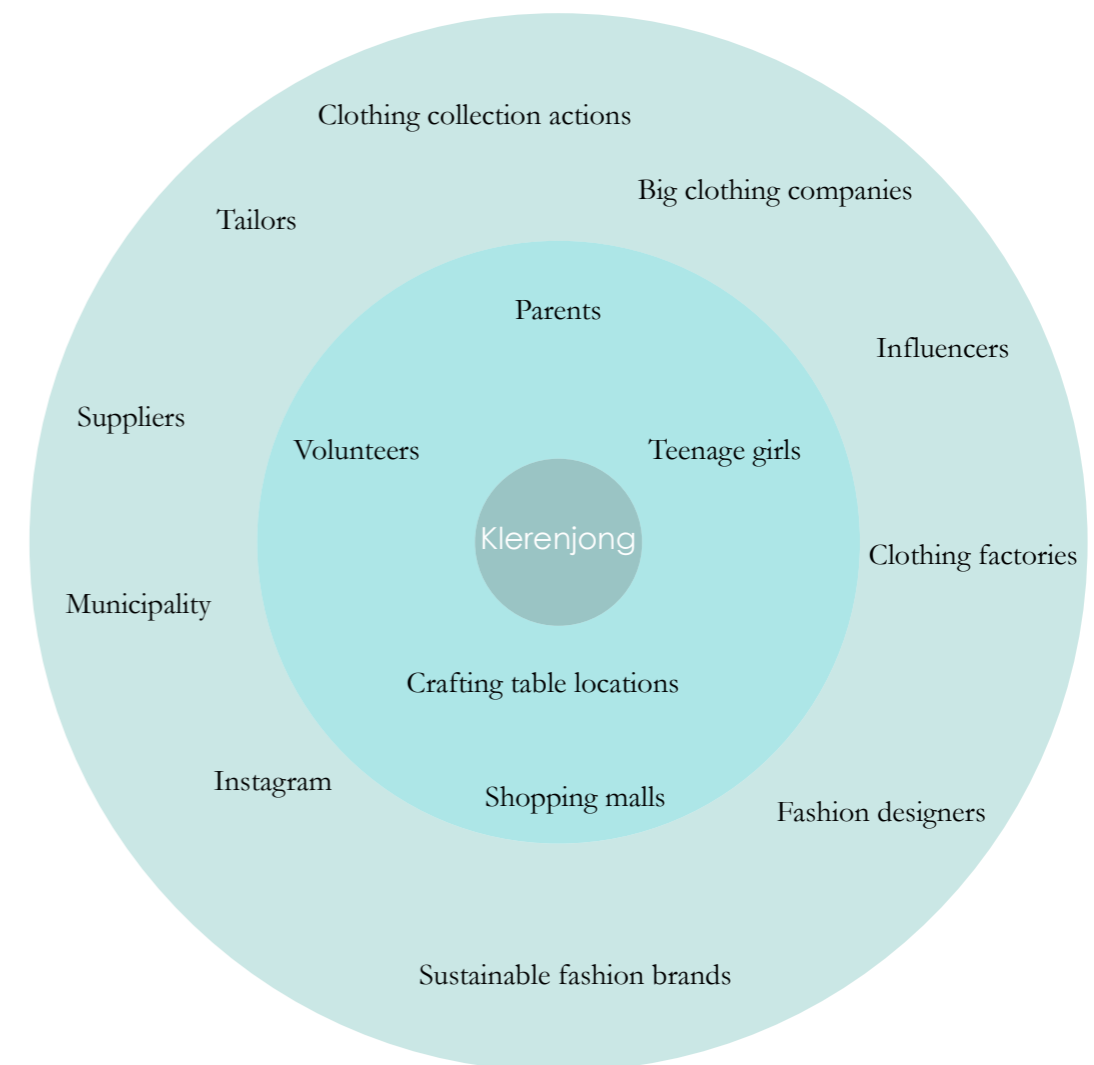 Clothing collection actions
Big clothing companies
Tailors
Parents
Influencers
Suppliers
Volunteers
Teenage girls
Klerenjong
Clothing factories
Municipality
Crafting table locations
Instagram
Shopping malls
Fashion designers
Sustainable fashion brands